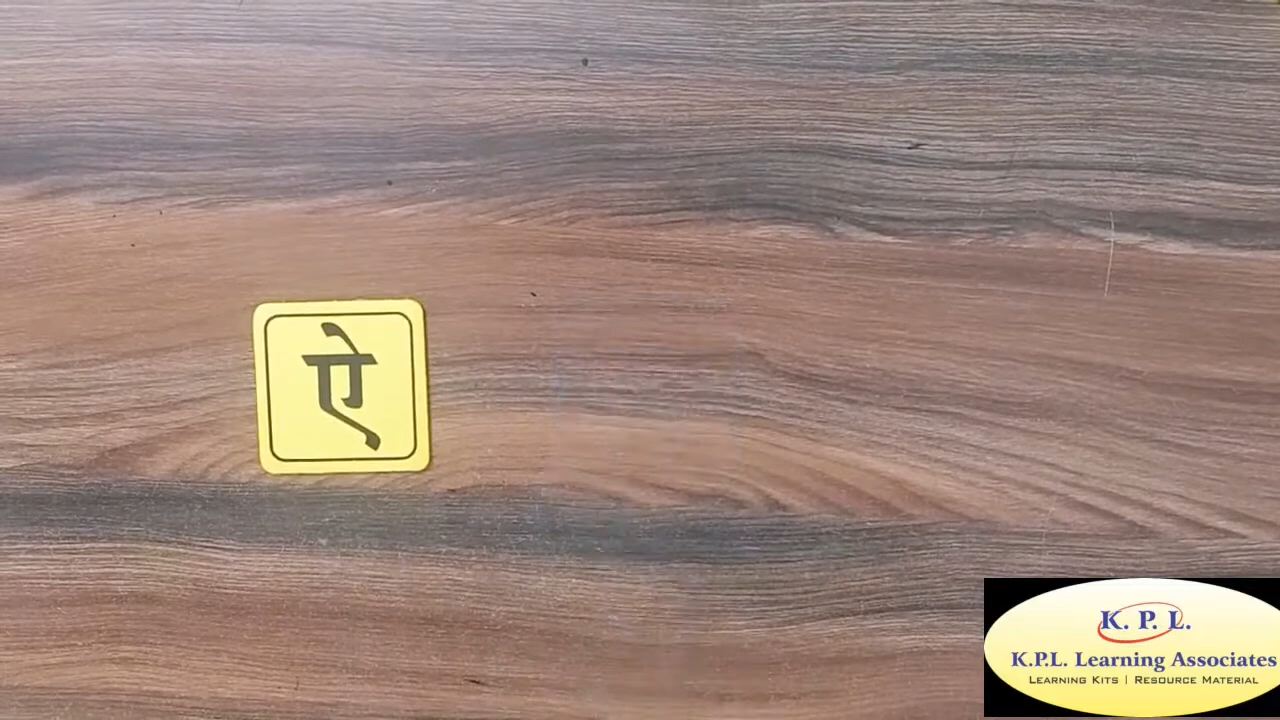 ऐ
K. P. L.
K.P.L. Learning Associates
LEARNING KITS | RESOURCE MATERIAL